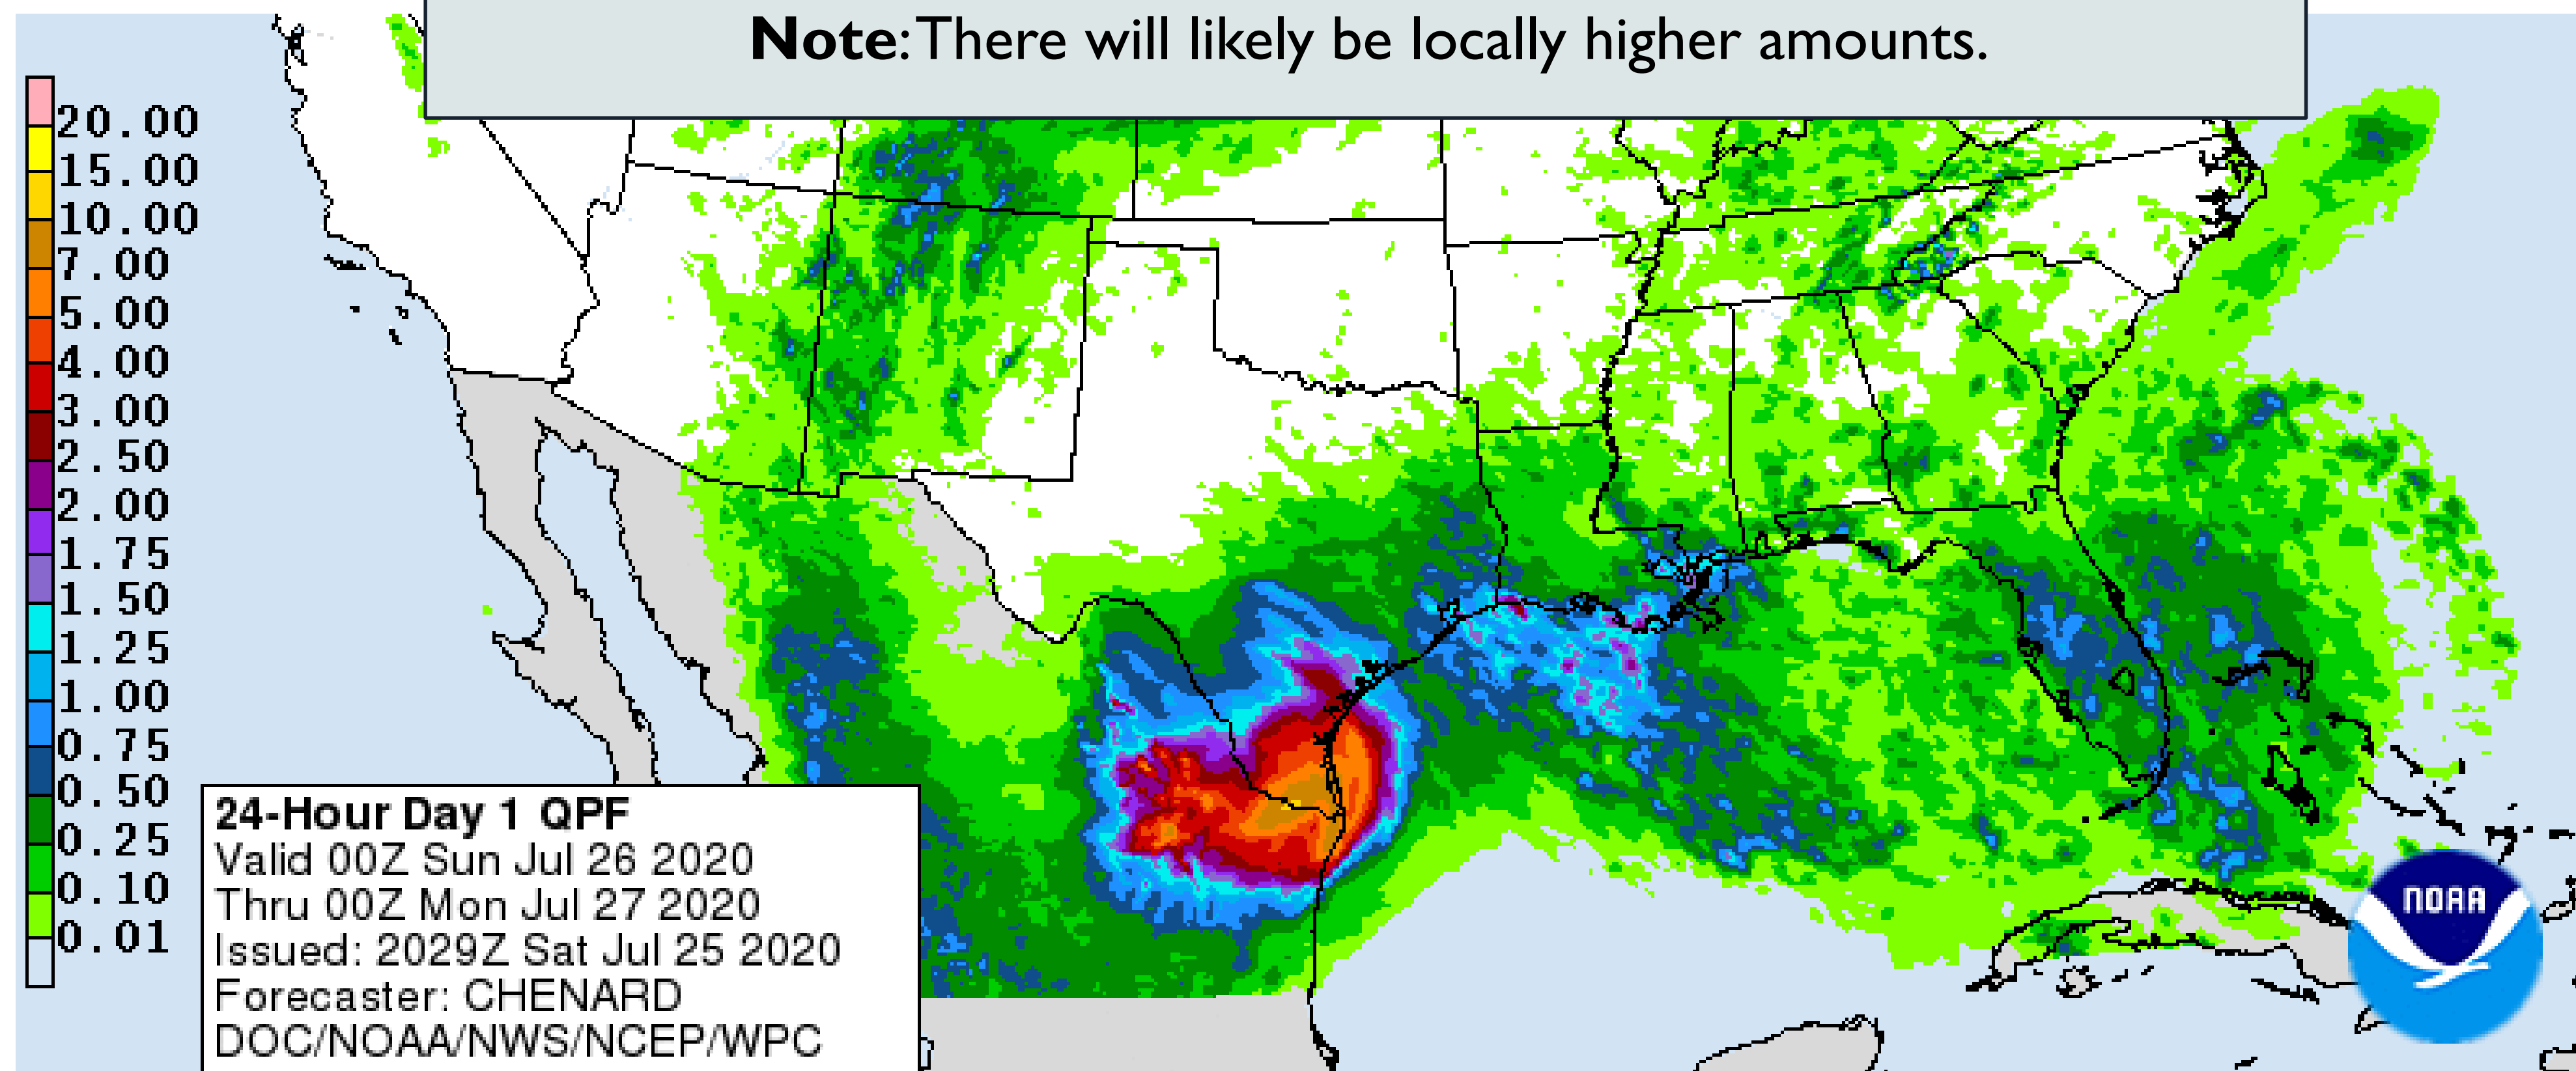 Note: There will likely be locally higher amounts.
20.00
15.00
10.00
7.00
5.00
4.00
3.00
2.50
2.00
1.75
1.50
1.25
1.00
0.75
0.50
0.25
0.10
0.01
24-Hour Day 1 QPF
Valid 00Z Sun Jul 26 2020
Thru 00Z Mon Jul 27 2020
Issued: 2029Z Sat Jul 25 2020
Forecaster: CHENARD
DOC/NOAA/NWS/NCEP/WPC
NOAA